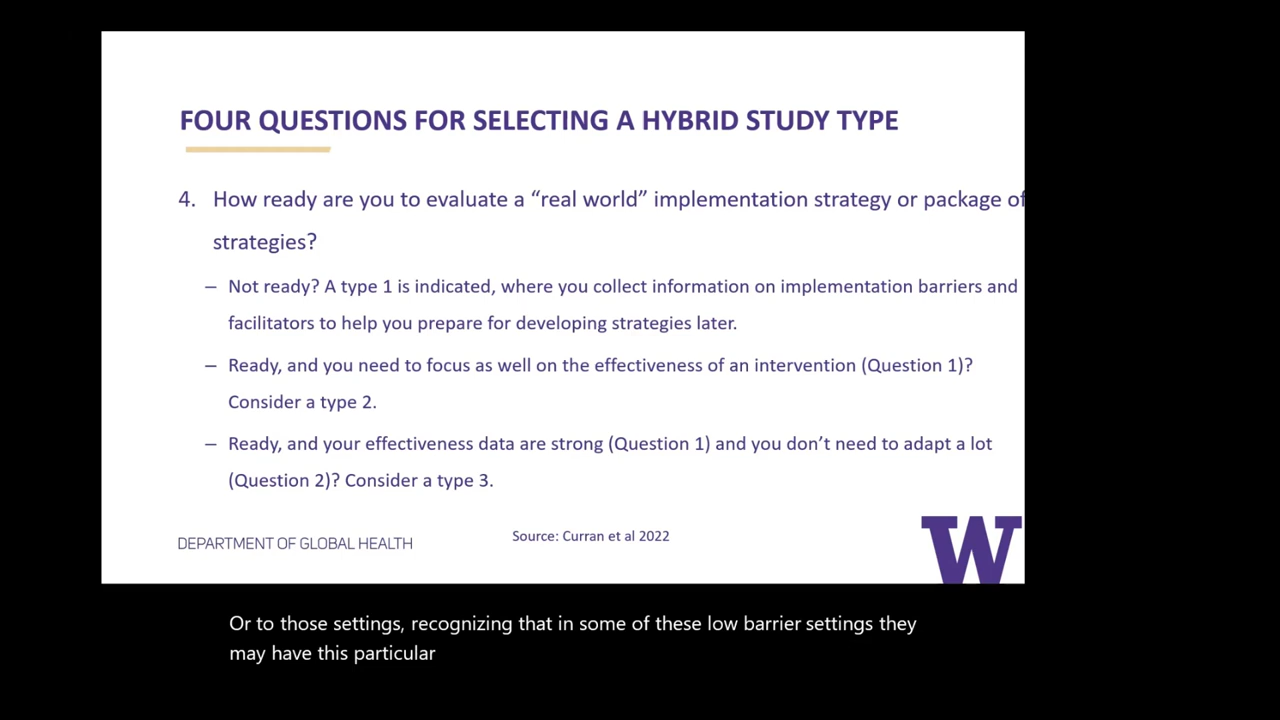 FOUR QUESTIONS FOR SELECTING A HYBRID STUDY TYPE
4. How ready are you to evaluate a “real world” implementation strategy or package of
strategies?
– Not ready? A type 1 is indicated, where you collect information on implementation barriers and
facilitators to help you prepare for developing strategies later.
– Ready, and you need to focus as well on the effectiveness of an intervention (Question 1)?
Consider a type 2.
– Ready, and your effectiveness data are strong (Question 1) and you don’t need to adapt a lot
(Question 2)? Consider a type 3.
Source: Curran et al 2022
DEPARTMENT OF GLOBAL HEALTH
W
Or to those settings, recognizing that in some of these low barrier settings they
may have this particular